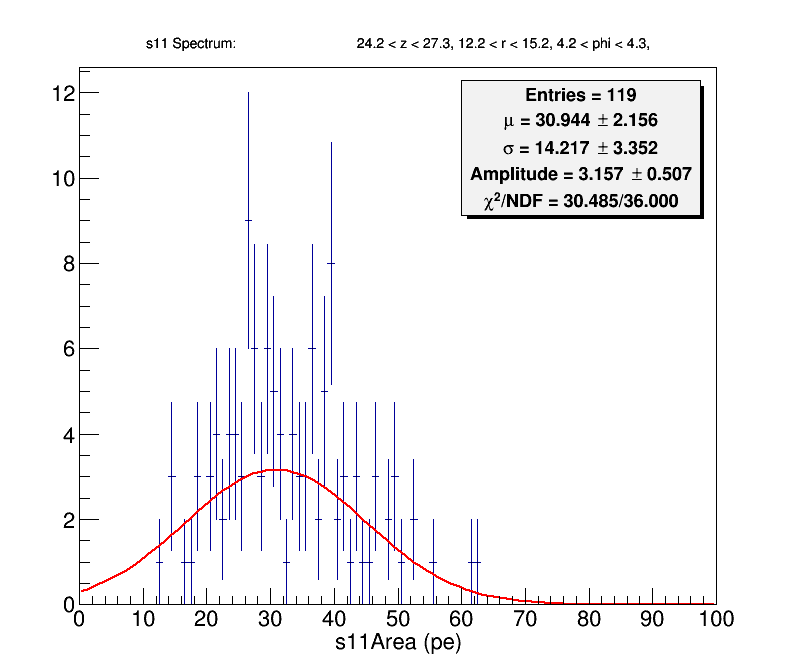 s11 Spectrum: 24.2 < z < 27.3, 12.2 < r < 15.2, 4.2 < phi < 4.3,
Entries = 119
μ = 30.944 ± 2.156
σ = 14.217 ± 3.352
Amplitude = 3.157 ± 0.507
χ²/NDF = 30.485/36.000
12
10
8
6
4
2
0
0 10 20 30 40 50 60 70 80 90 100
s11Area (pe)